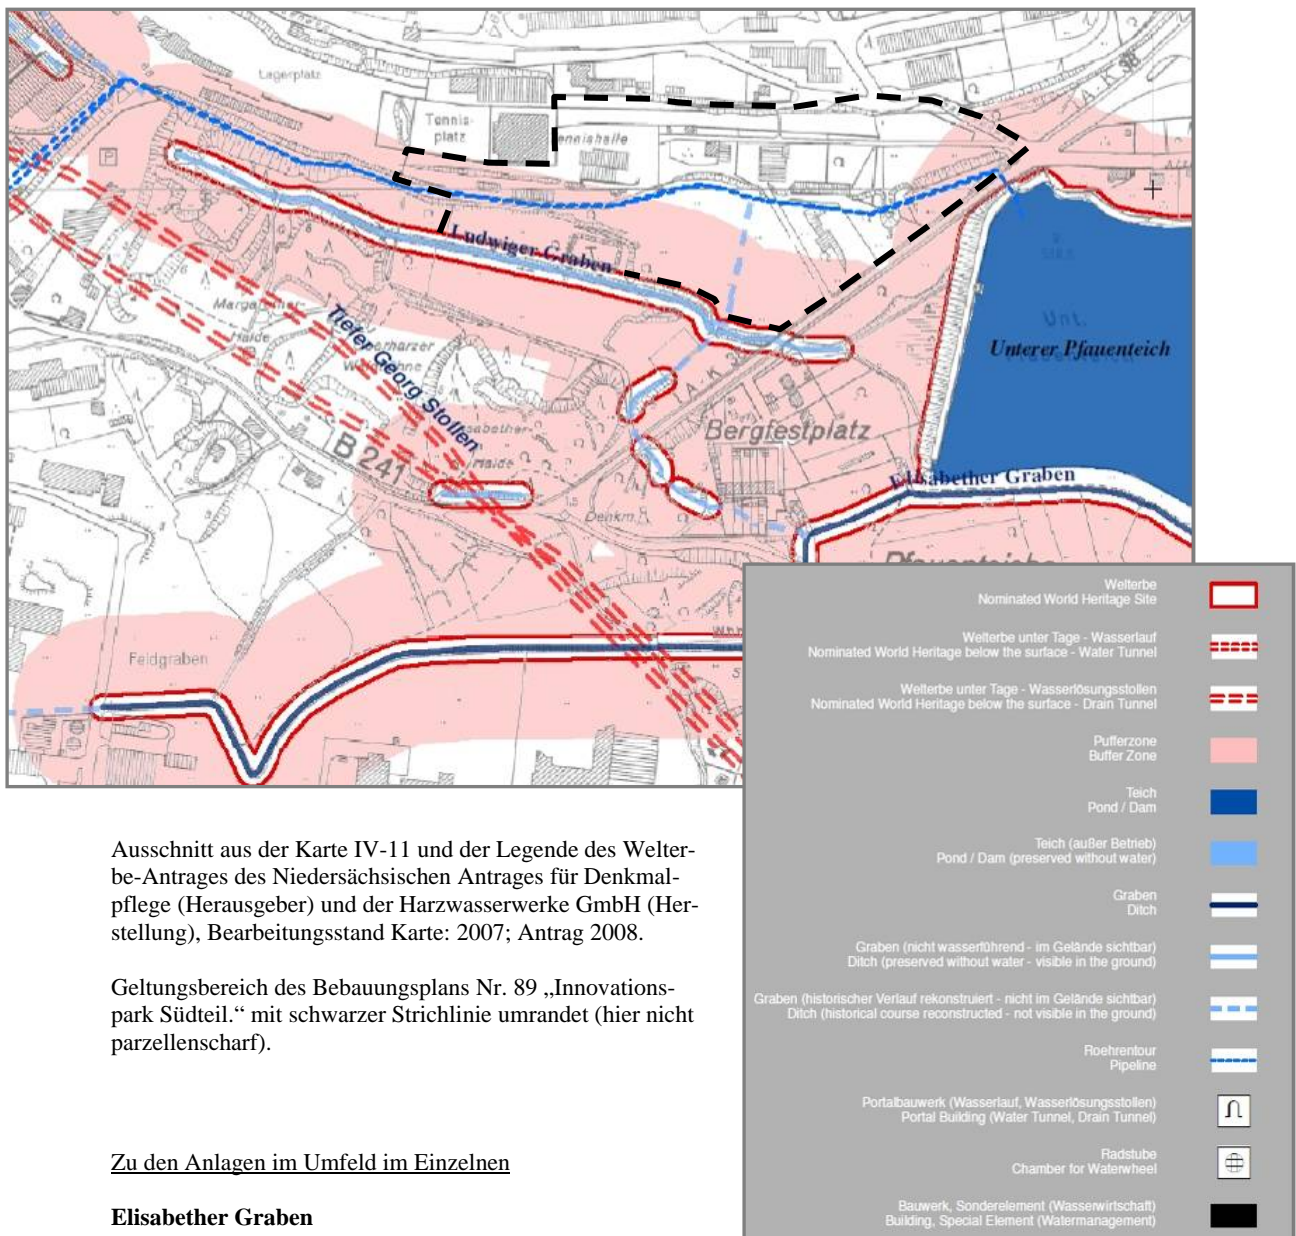 Lagerplatz
Tennis-
platz
Ludwiger Graben
Tiefer Georg Stollen
Unt.
Unterer Pfauenteich
Bergfestplatz
B 241
Halde
Denkm.
Elisabether Graben
Pfauenteiche
Feldgraben
Welterbe
Nominated World Heritage Site
Welterbe unter Tage - Wasserlauf
Nominated World Heritage below the surface - Water Tunnel
Welterbe unter Tage - Wasserlösungsstollen
Nominated World Heritage below the surface - Drain Tunnel
Pufferzone
Buffer Zone
Teich
Pond / Dam
Teich (außer Betrieb)
Pond / Dam (preserved without water)
Graben
Ditch
Graben (nicht wasserführend - im Gelände sichtbar)
Ditch (preserved without water - visible in the ground)
Graben (historischer Verlauf rekonstruiert - nicht im Gelände sichtbar)
Ditch (historical course reconstructed - not visible in the ground)
Roehrentour
Pipeline
Portalbauwerk (Wasserlauf, Wasserlösungsstollen)
Portal Building (Water Tunnel, Drain Tunnel)
Radstube
Chamber for Waterwheel
Bauwerk, Sonderelement (Wasserwirtschaft)
Building, Special Element (Watermanagement)
Ausschnitt aus der Karte IV-11 und der Legende des Welter-
be-Antrages des Niedersächsischen Antrages für Denkmal-
pflege (Herausgeber) und der Harzwasserwerke GmbH (Her-
stellung), Bearbeitungsstand Karte: 2007; Antrag 2008.
Geltungsbereich des Bebauungsplans Nr. 89 „Innovations-
park Südteil.“ mit schwarzer Strichlinie umrandet (hier nicht
parzellenscharf).
Zu den Anlagen im Umfeld im Einzelnen
Elisabether Graben